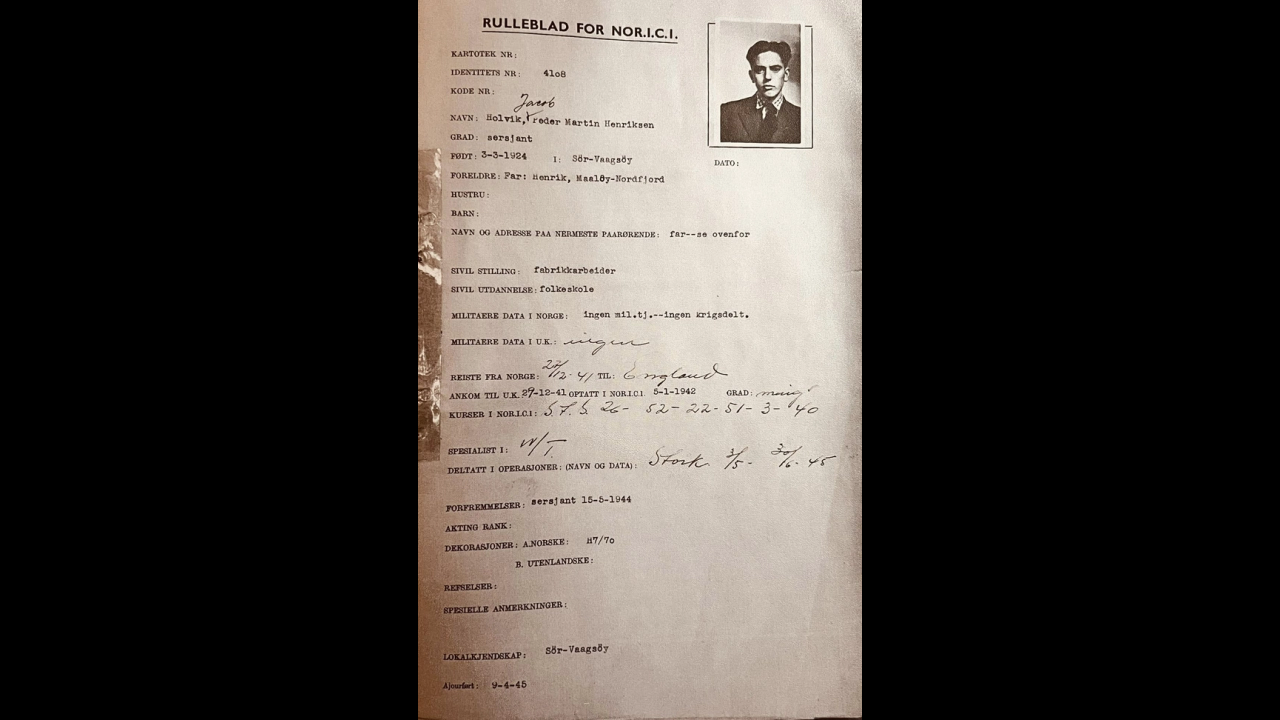 RULLEBLAD FOR NOR.I.C.I.
KARTOTEK NR:
IDENTITETS NR: 4108
KODE NR:
Jacob
NAVN: Holvik, Peder Martin Henriksen
GRAD: sersjant
FØDT: 3-3-1924 I: Sör-Vaagsöy
DATO:
FORELDRE: Far: Henrik, Maalöy-Nordfjord
HUSTRU:
BARN:
NAVN OG ADRESSE PAA NERMESTE PAARØRENDE: far--se ovenfor
SIVIL STILLING: fabrikkarbeider
SIVIL UTDANNELSE: folkeskole
MILITAERE DATA I NORGE: ingen mil.tj.--ingen krigsdelt.
MILITAERE DATA I U.K.: ingen
REISTE FRA NORGE: 27/12-41 TIL: England
ANKOM TIL U.K. 29-12-41 OPTATT I NOR.I.C.I. 5-1-1942 GRAD: menig
KURSER I NOR.I.C.I: S.T.S. 26- 52- 22- 51- 3- 40
SPESIALIST I: W/T
DELTATT I OPERASJONER: (NAVN OG DATA): Stork 3/5- 30/6-45
FORFREMMELSER: sersjant 15-5-1944
AKTING RANK:
DEKORASJONER: A.NORSKE: H7/70
B. UTENLANDSKE:
REFSELSER:
SPESIELLE ANMERKNINGER:
LOKALKJENDSKAP: Sör-Vaagsöy
Ajourført: 9-4-45